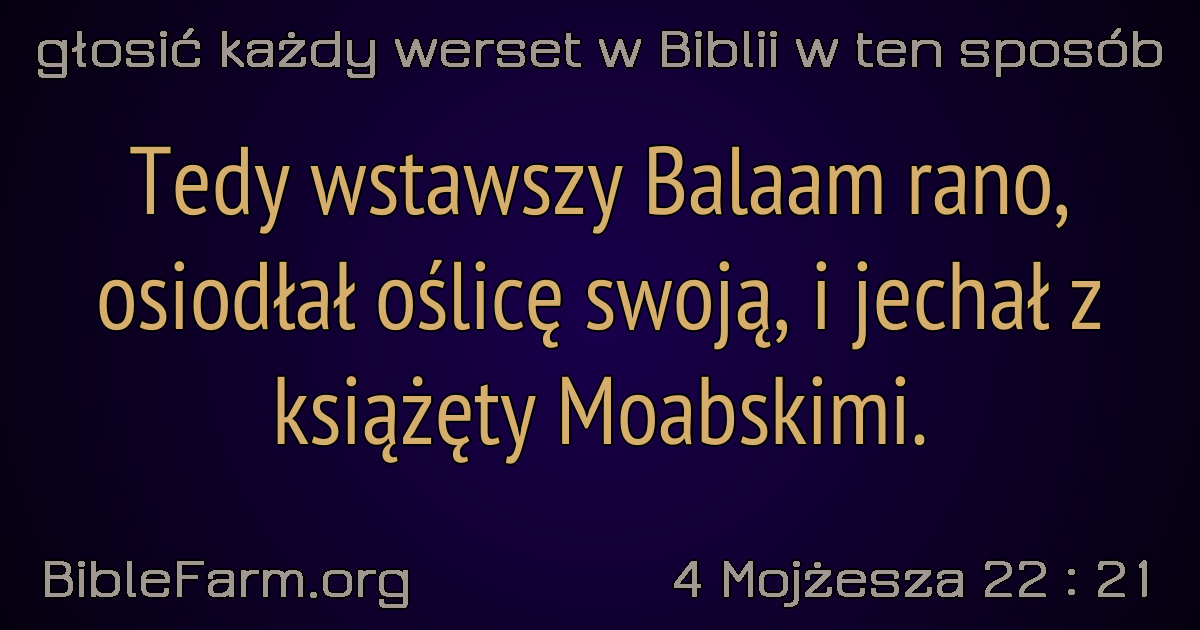 głosić każdy werset w Biblii w ten sposób
Tedy wstawszy Balaam rano,
osiodłał oślicę swoją, i jechał z
książęty Moabskimi.
BibleFarm.org
4 Mojżesza 22 : 21